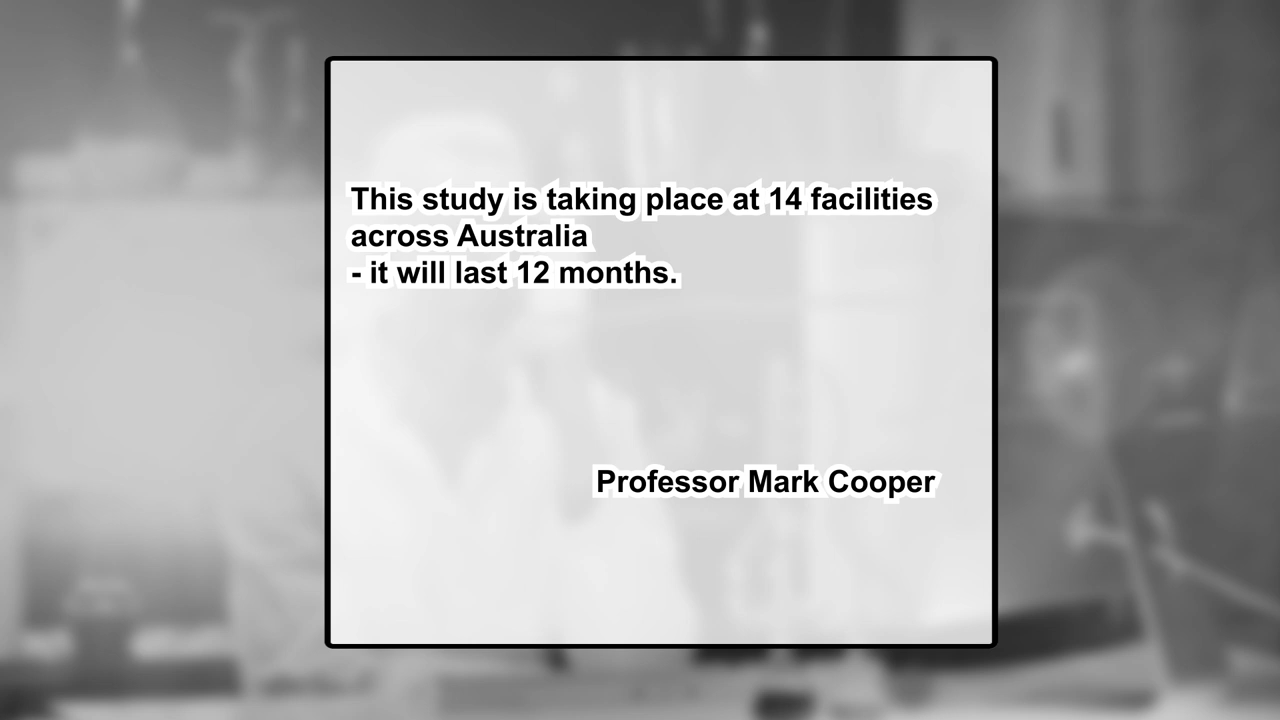 This study is taking place at 14 facilities
across Australia
- it will last 12 months.
Professor Mark Cooper